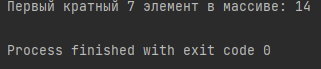 Первый кратный 7 элемент в массиве: 14
Process finished with exit code 0